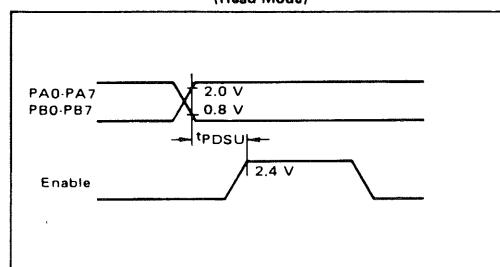 (Read Mode)
PA0-PA7
PB0-PB7
2.0 V
0.8 V
tPDSU
Enable
2.4 V